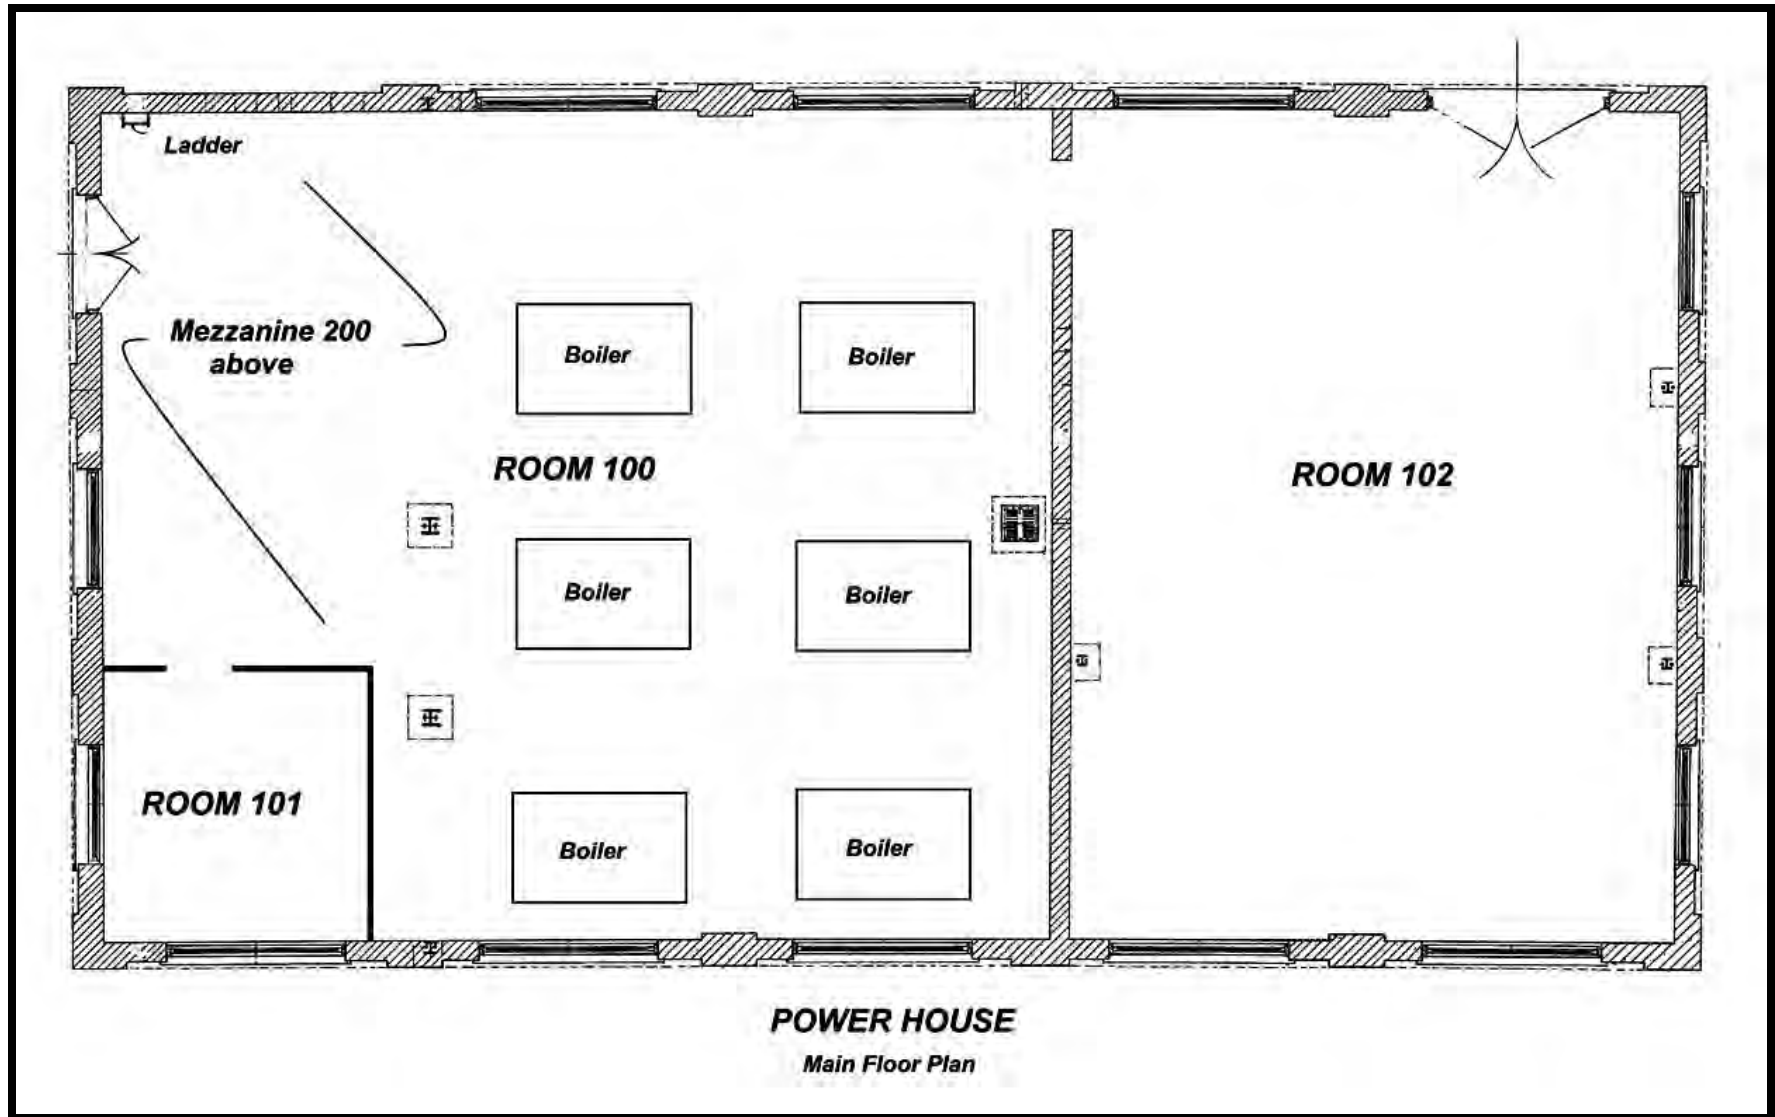 Ladder
Mezzanine 200
above
Boiler
Boiler
ROOM 100
ROOM 102
Boiler
Boiler
ROOM 101
Boiler
Boiler
POWER HOUSE
Main Floor Plan